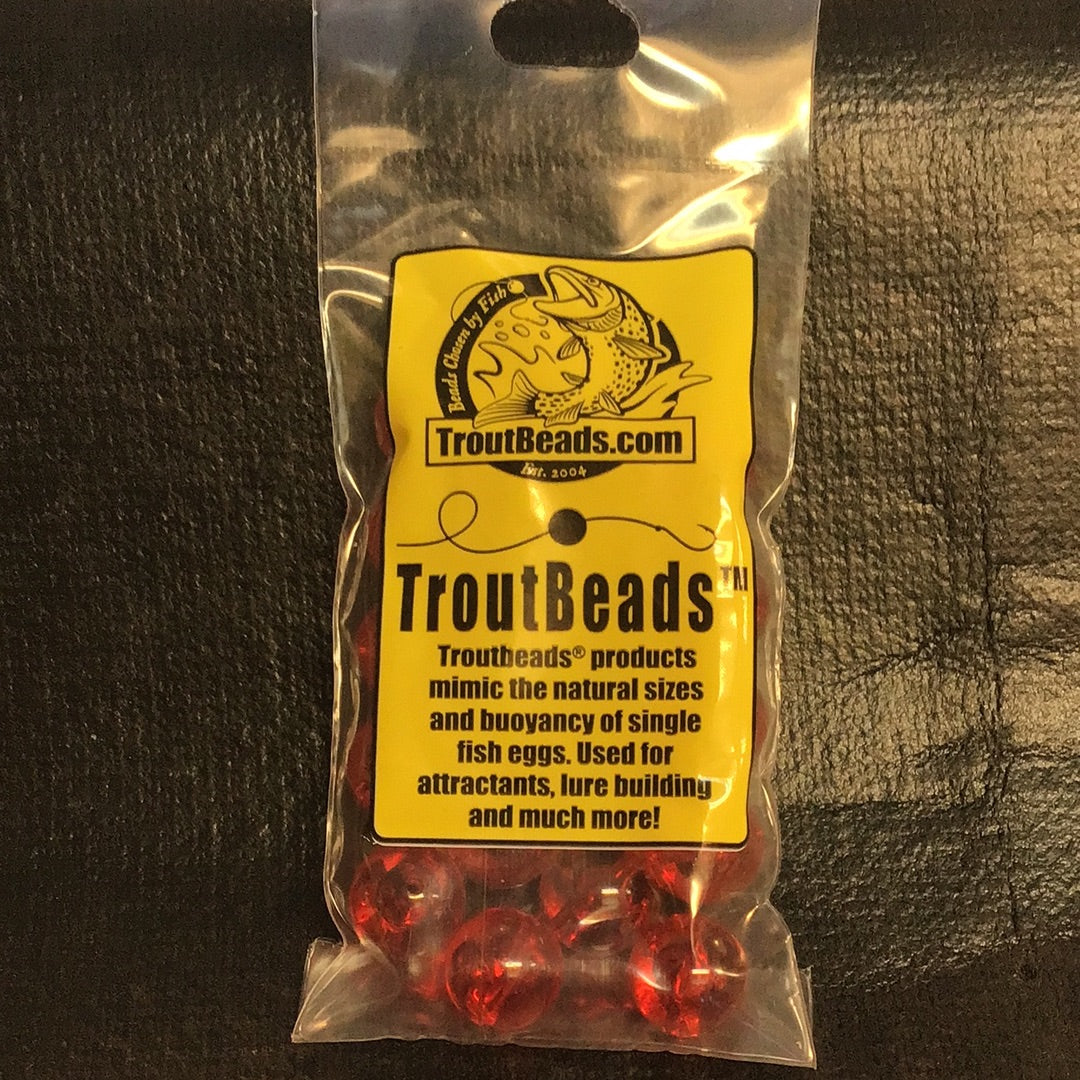 Beads Chosen by Fish
TroutBeads.com
Est. 2004
TroutBeads™
Troutbeads® products
mimic the natural sizes
and buoyancy of single
fish eggs. Used for
attractants, lure building
and much more!